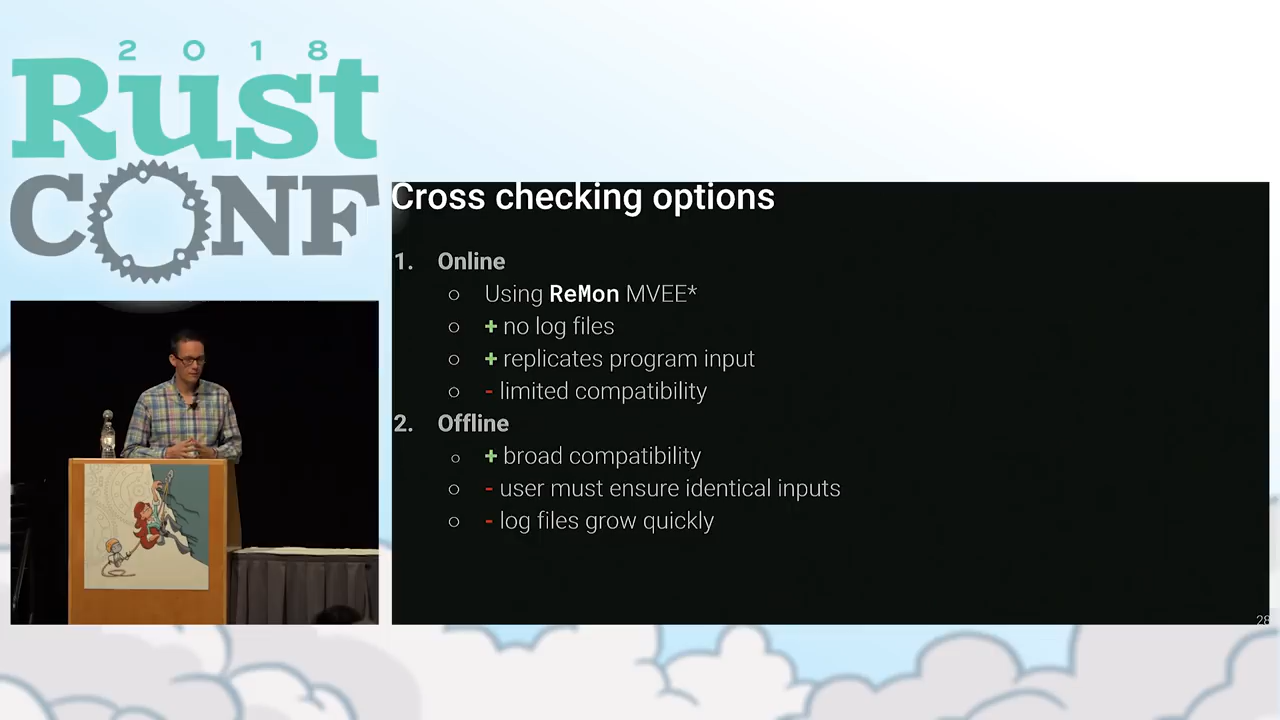 2018
Rust
CONF
Cross checking options
1. Online
○ Using ReMon MVEE*
○ + no log files
○ + replicates program input
○ - limited compatibility
2. Offline
○ + broad compatibility
○ - user must ensure identical inputs
○ - log files grow quickly
28